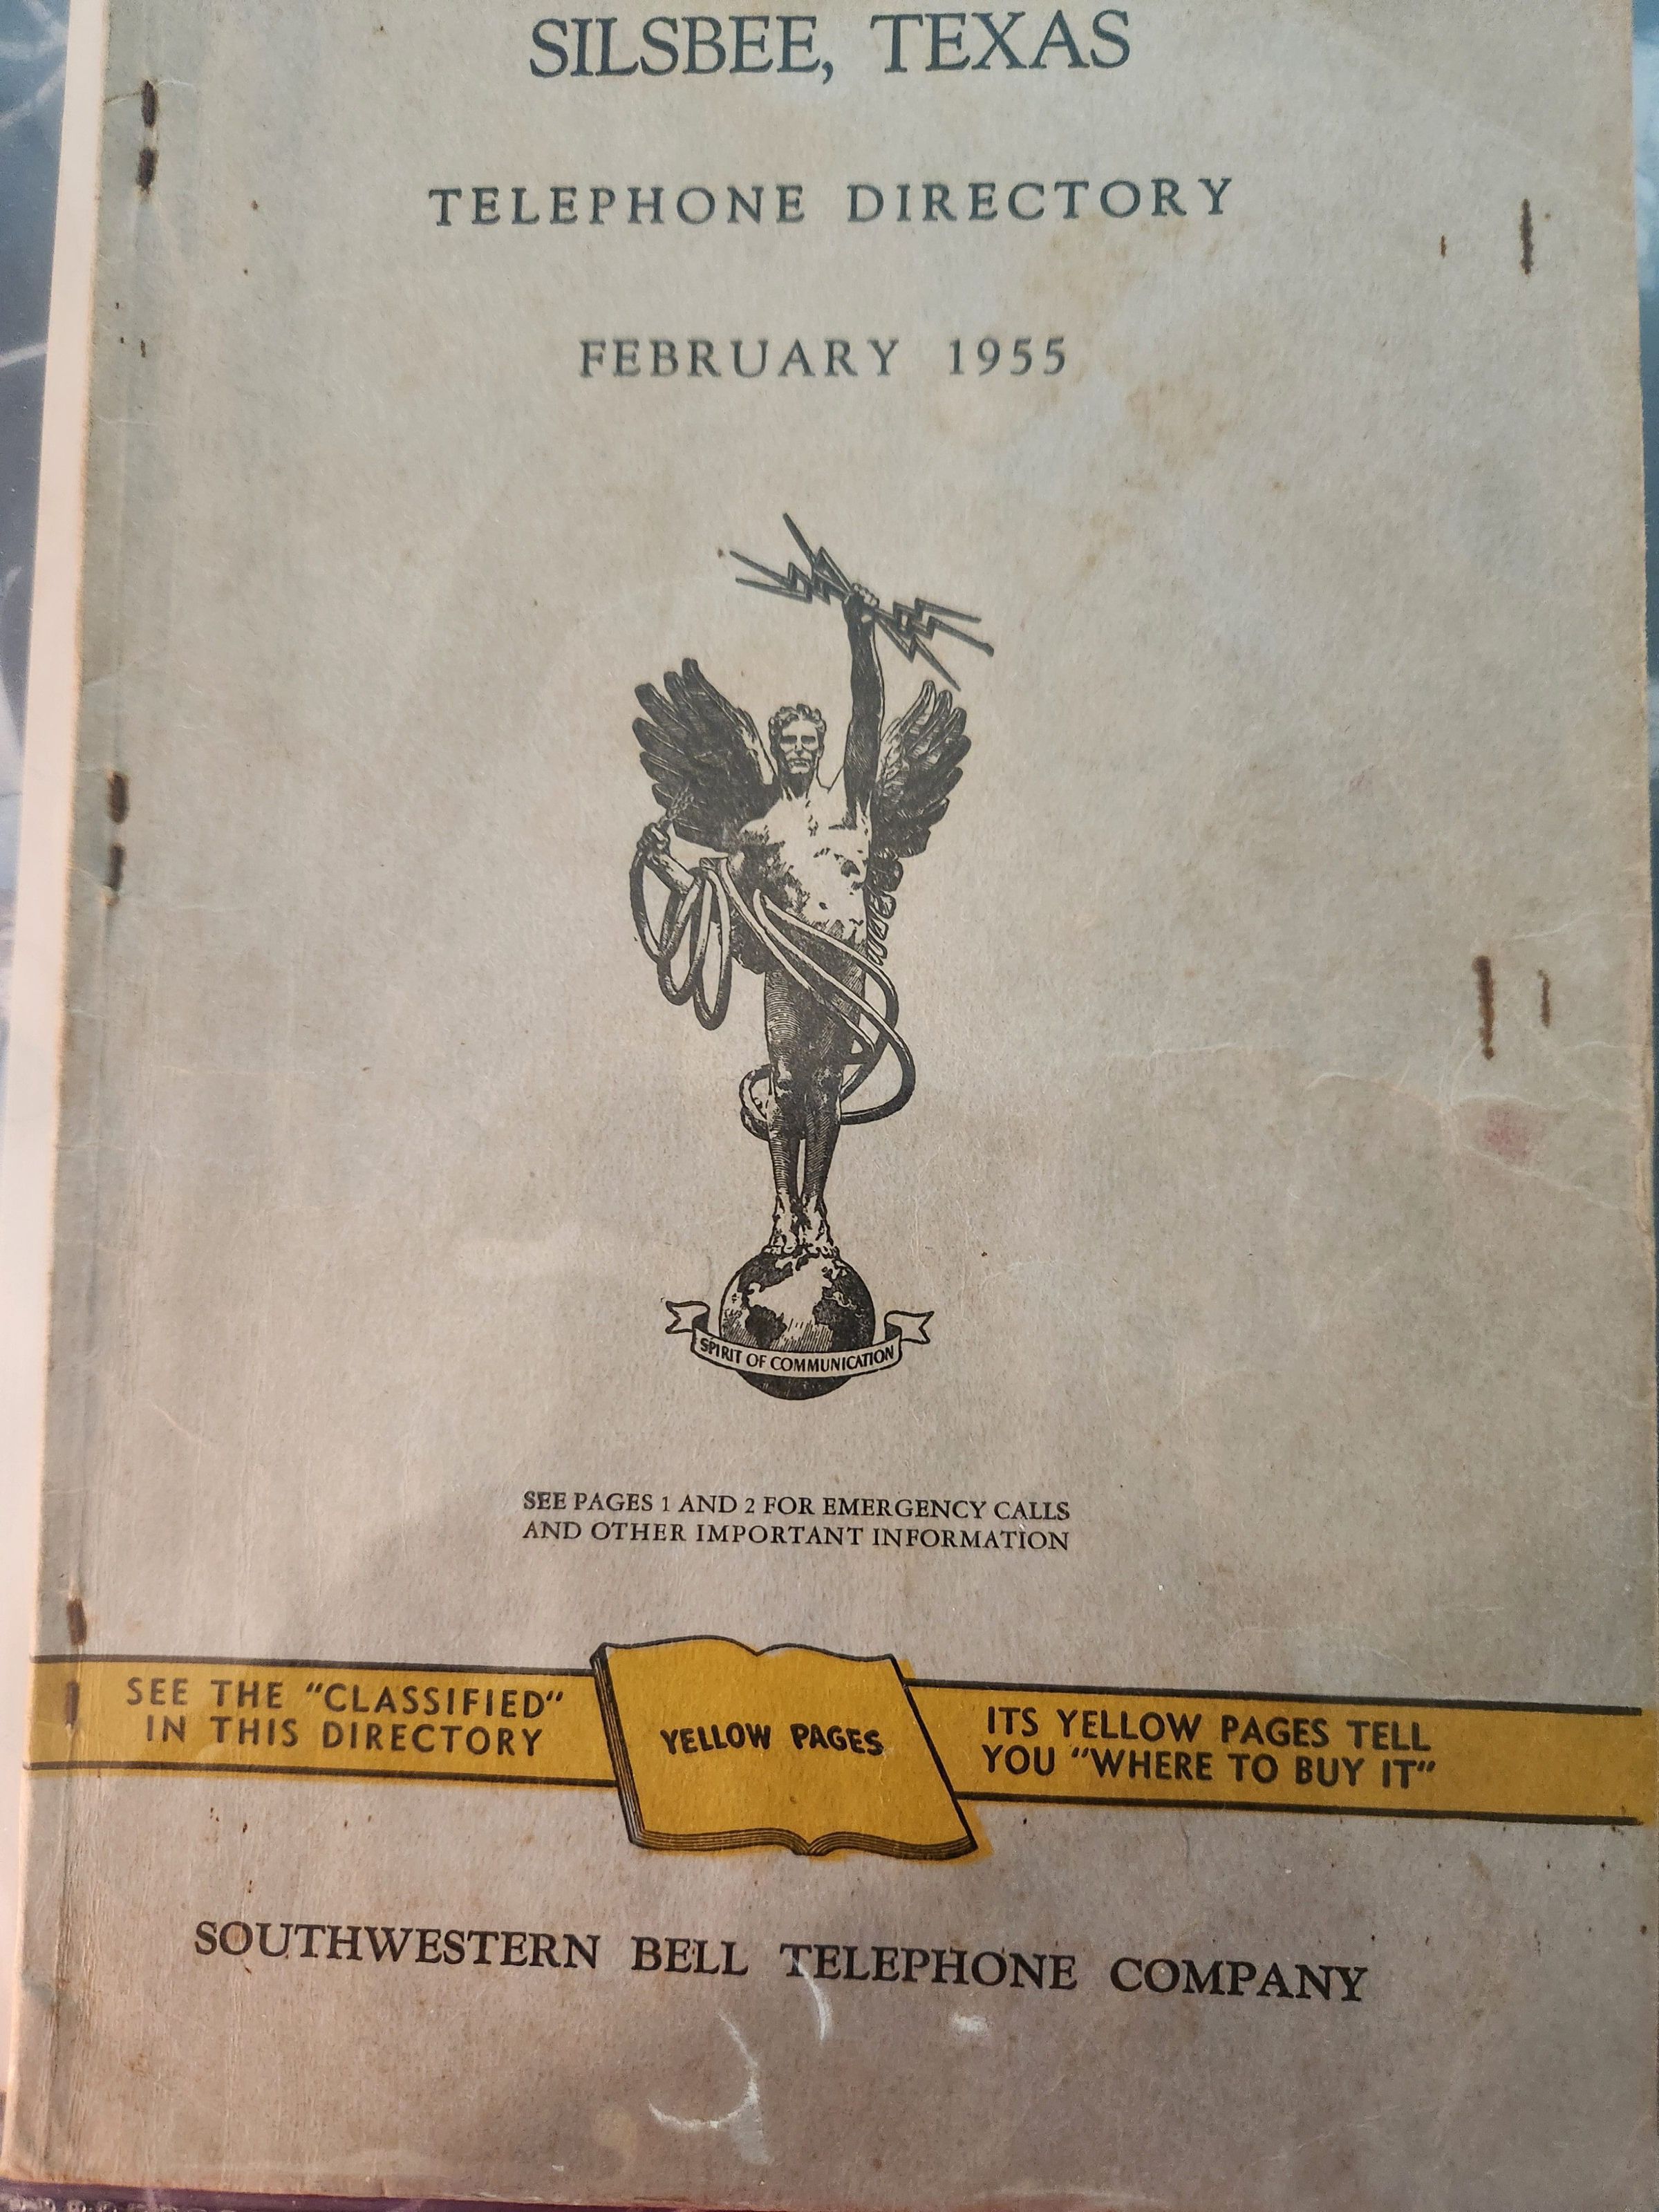 SILSBEE, TEXAS
TELEPHONE DIRECTORY
FEBRUARY 1955
SPIRIT OF COMMUNICATION
SEE PAGES 1 AND 2 FOR EMERGENCY CALLS
AND OTHER IMPORTANT INFORMATION
SEE THE "CLASSIFIED"
IN THIS DIRECTORY
YELLOW PAGES
ITS YELLOW PAGES TELL
YOU "WHERE TO BUY IT"
SOUTHWESTERN BELL TELEPHONE COMPANY